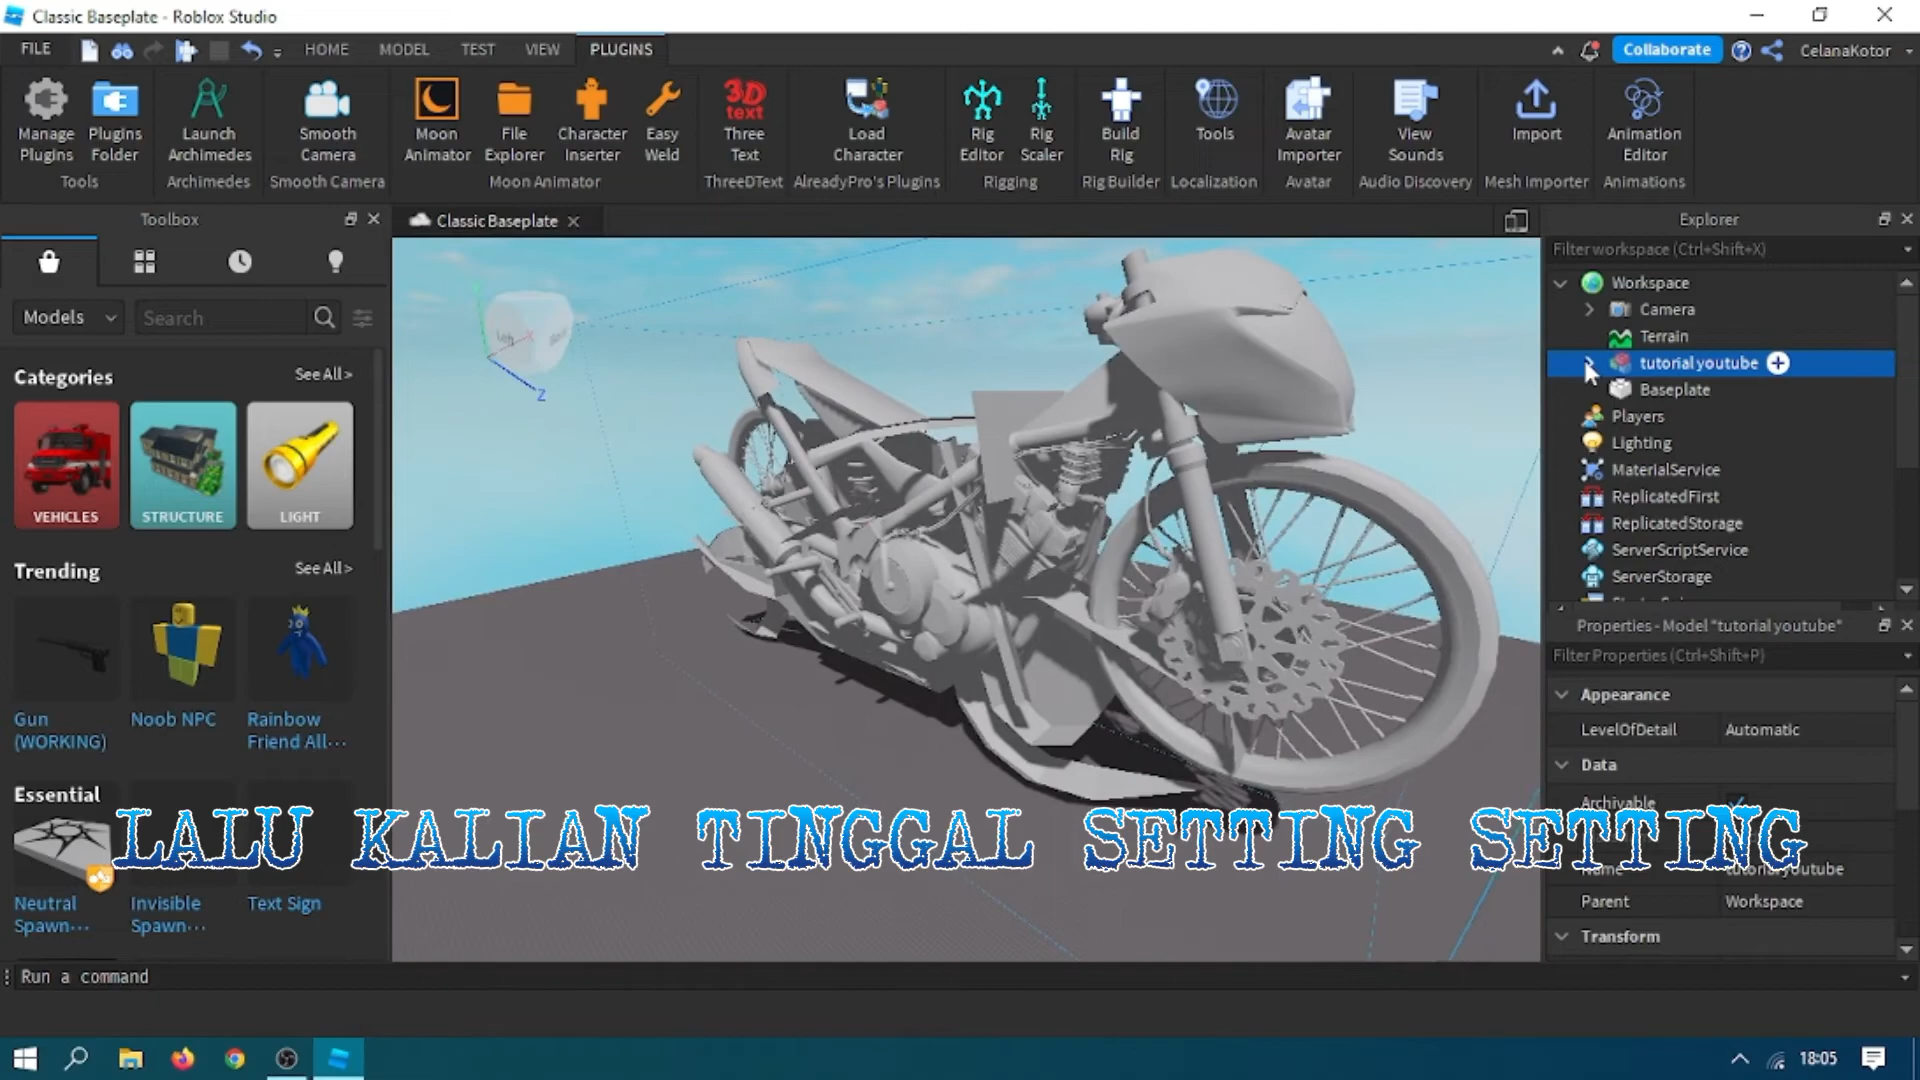 Classic Baseplate - Roblox Studio
FILE
HOME
MODEL
TEST
VIEW
PLUGINS
Collaborate
CelanaKotor
Manage Plugins
Plugins Folder
Tools
Launch Archimedes
Archimedes
Smooth Camera
Smooth Camera
Moon Animator
File Explorer
Character Inserter
Easy Weld
Moon Animator
3D text
Three Text
ThreeDText
Load Character
AlreadyPro's Plugins
Rig Editor
Rig Scaler
Rigging
Build Rig
Rig Builder
Tools
Localization
Avatar Importer
Avatar
View Sounds
Audio Discovery
Import
Mesh Importer
Animation Editor
Animations
Toolbox
Models
Search
Categories
See All >
VEHICLES
STRUCTURE
LIGHT
Trending
See All >
Gun (WORKING)
Noob NPC
Rainbow Friend All...
Essential
Neutral Spawn...
Invisible Spawn...
Text Sign
Classic Baseplate
Z
Explorer
Filter workspace (Ctrl+Shift+X)
Workspace
Camera
Terrain
tutorial youtube
Baseplate
Players
Lighting
MaterialService
ReplicatedFirst
ReplicatedStorage
ServerScriptService
ServerStorage
Properties - Model "tutorial youtube"
Filter Properties (Ctrl+Shift+P)
Appearance
LevelOfDetail
Automatic
Data
Archivable
Name
tutorial youtube
Parent
Workspace
Transform
LALU KALIAN TINGGAL SETTING SETTING
Run a command
18:05